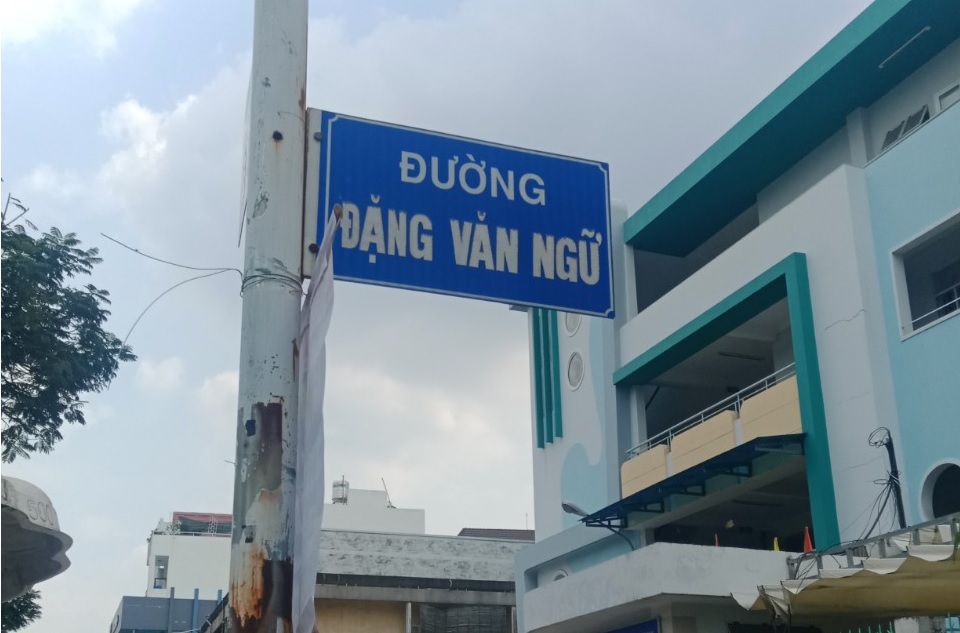 ĐƯỜNG
ĐẶNG VĂN NGỮ